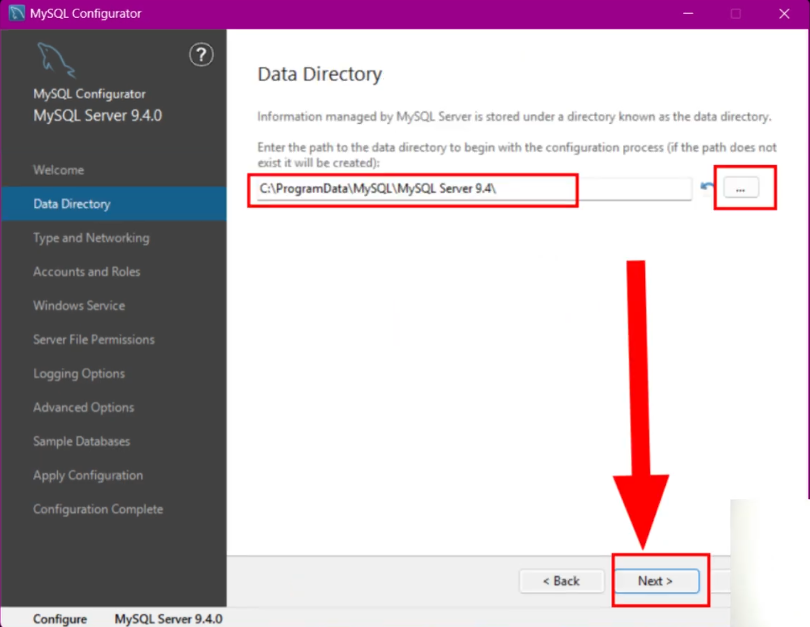 MySQL Configurator
?
MySQL Configurator
MySQL Server 9.4.0
Welcome
Data Directory
Type and Networking
Accounts and Roles
Windows Service
Server File Permissions
Logging Options
Advanced Options
Sample Databases
Apply Configuration
Configuration Complete
Data Directory
Information managed by MySQL Server is stored under a directory known as the data directory.
Enter the path to the data directory to begin with the configuration process (if the path does not
exist it will be created):
C:\ProgramData\MySQL\MySQL Server 9.4\
...
< Back
Next >
Configure MySQL Server 9.4.0